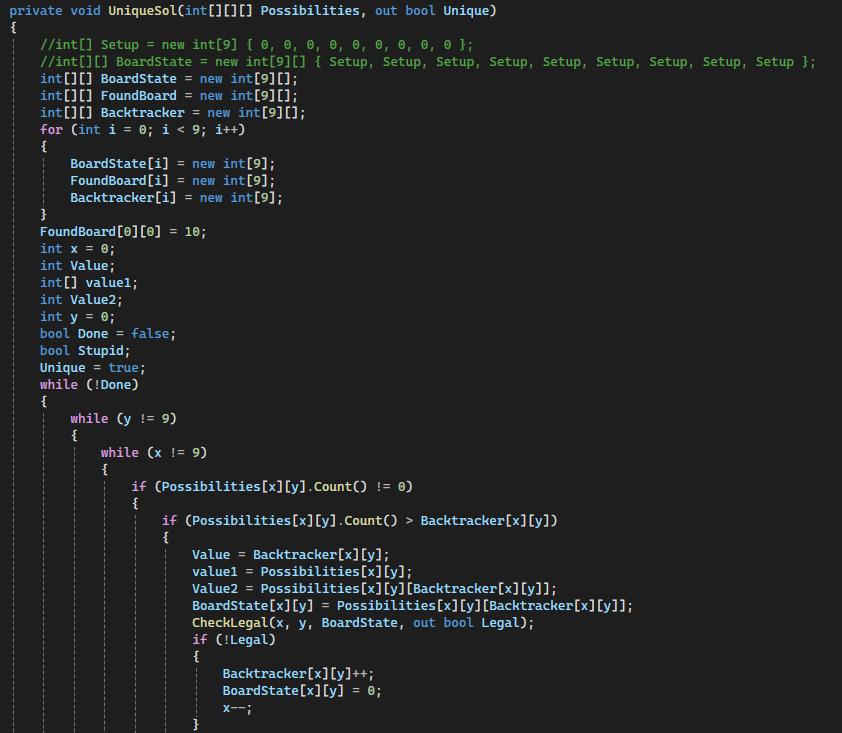 private void UniqueSol(int[][][] Possibilities, out bool Unique)
{
//int[] Setup = new int[9] { 0, 0, 0, 0, 0, 0, 0, 0, 0 };
//int[][] BoardState = new int[9][] { Setup, Setup, Setup, Setup, Setup, Setup, Setup, Setup, Setup };
int[][] BoardState = new int[9][];
int[][] FoundBoard = new int[9][];
int[][] Backtracker = new int[9][];
for (int i = 0; i < 9; i++)
{
BoardState[i] = new int[9];
FoundBoard[i] = new int[9];
Backtracker[i] = new int[9];
}
FoundBoard[0][0] = 10;
int x = 0;
int Value;
int[] value1;
int Value2;
int y = 0;
bool Done = false;
bool Stupid;
Unique = true;
while (!Done)
{
while (y != 9)
{
while (x != 9)
{
if (Possibilities[x][y].Count() != 0)
{
if (Possibilities[x][y].Count() > Backtracker[x][y])
{
Value = Backtracker[x][y];
value1 = Possibilities[x][y];
Value2 = Possibilities[x][y][Backtracker[x][y]];
BoardState[x][y] = Possibilities[x][y][Backtracker[x][y]];
CheckLegal(x, y, BoardState, out bool Legal);
if (!Legal)
{
Backtracker[x][y]++;
BoardState[x][y] = 0;
x--;
}